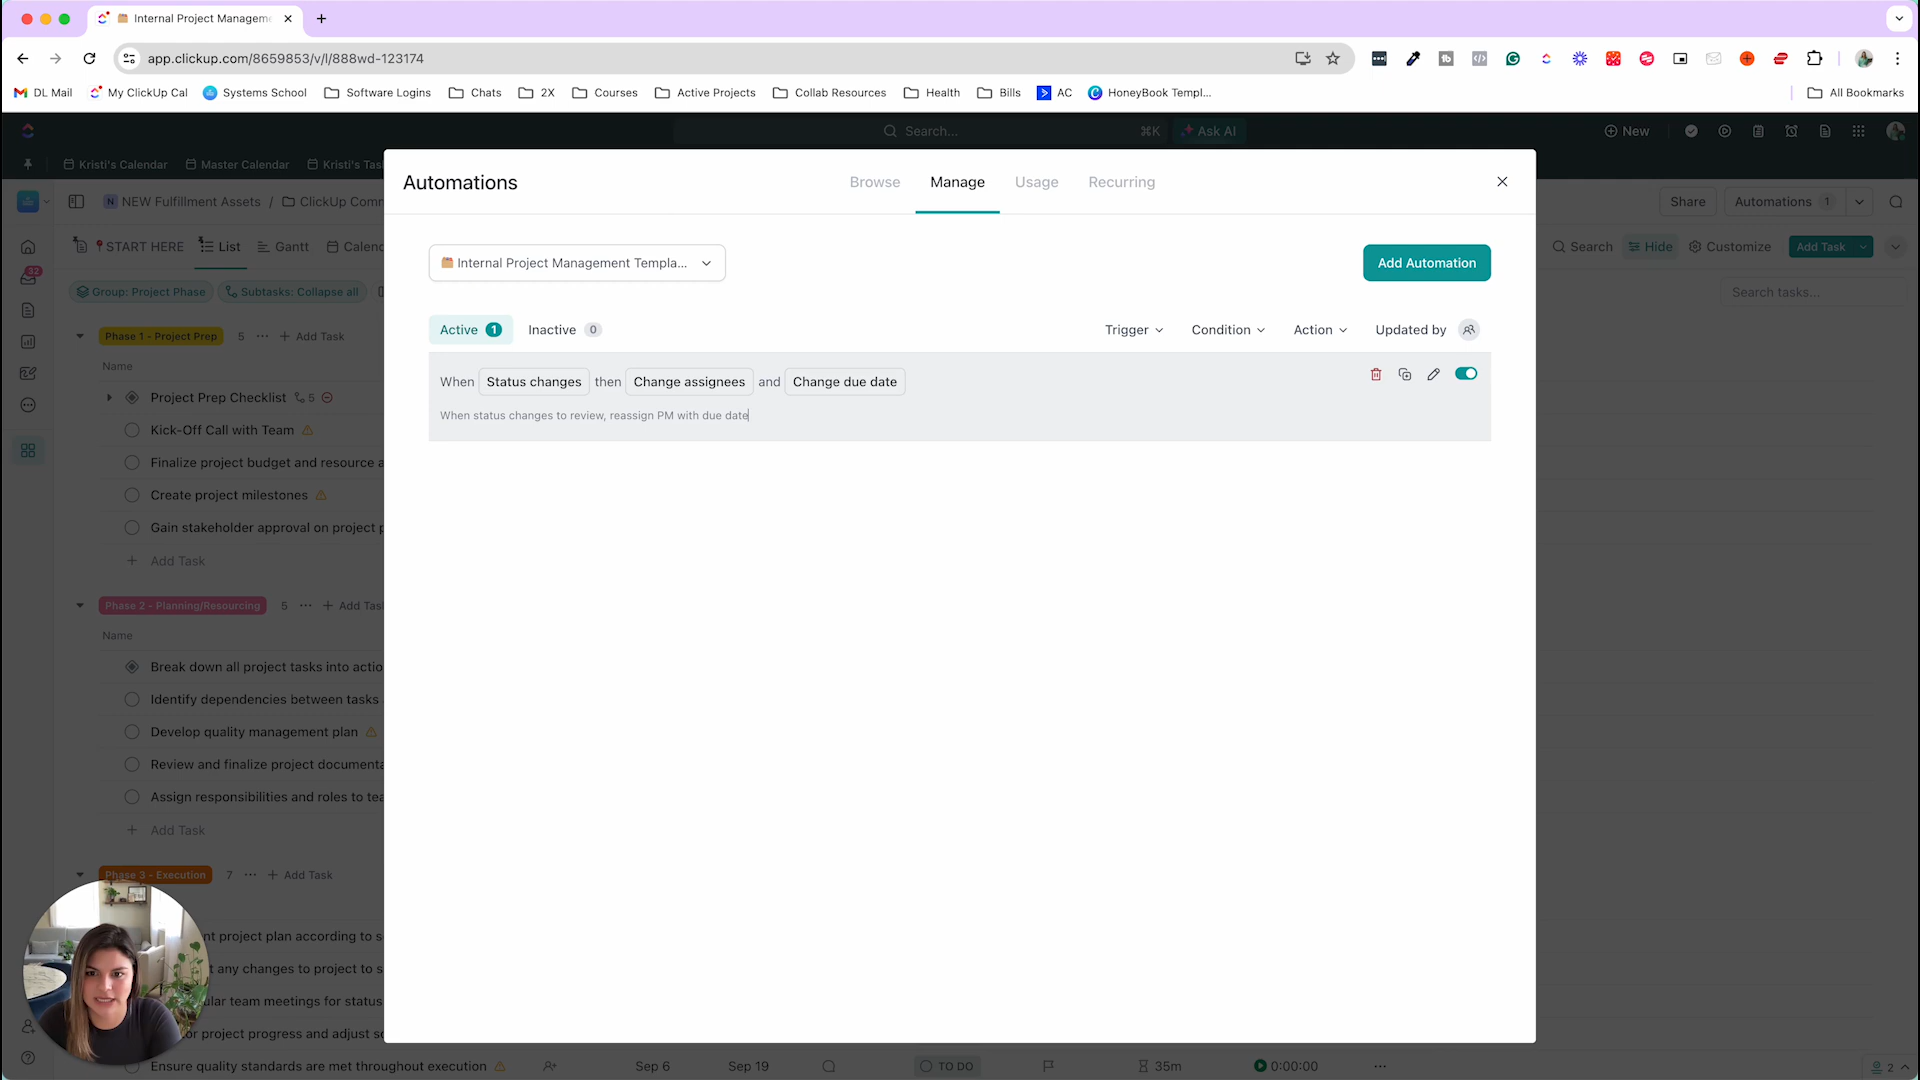 Internal Project Managem
app.clickup.com/8659853/v/l/888wd-123174
DL Mail
My ClickUp Cal
Systems School
Software Logins
Chats
2X
Courses
Active Projects
Collab Resources
Health
Bills
AC
HoneyBook Templ...
All Bookmarks
Search...
⌘K
Ask AI
New
Kristi's Calendar
Master Calendar
Kristi's Tas
Automations
Browse
Manage
Usage
Recurring
N NEW Fulfillment Assets / ClickUp Com
Share
Automations 1
START HERE
List
Gantt
Calend
Search
Hide
Customize
Add Task
Internal Project Management Templa...
Add Automation
32
Group: Project Phase
Subtasks: Collapse all
Search tasks...
Active 1
Inactive 0
Trigger
Condition
Action
Updated by
Phase 1 - Project Prep 5 ... + Add Task
Name
When Status changes then Change assignees and Change due date
When status changes to review, reassign PM with due date
Project Prep Checklist 5
Kick-Off Call with Team
Finalize project budget and resource a
Create project milestones
Gain stakeholder approval on project p
+ Add Task
Phase 2 - Planning/Resourcing 5 ... + Add Tas
Name
Break down all project tasks into actio
Identify dependencies between tasks
Develop quality management plan
Review and finalize project documenta
Assign responsibilities and roles to tea
+ Add Task
Phase 3 - Execution 7 ... + Add Task
nt project plan according to s
t any changes to project to s
ular team meetings for status
or project progress and adjust s
Ensure quality standards are met throughout execution
Sep 6
Sep 19
TO DO
35m
0:00:00
...
2